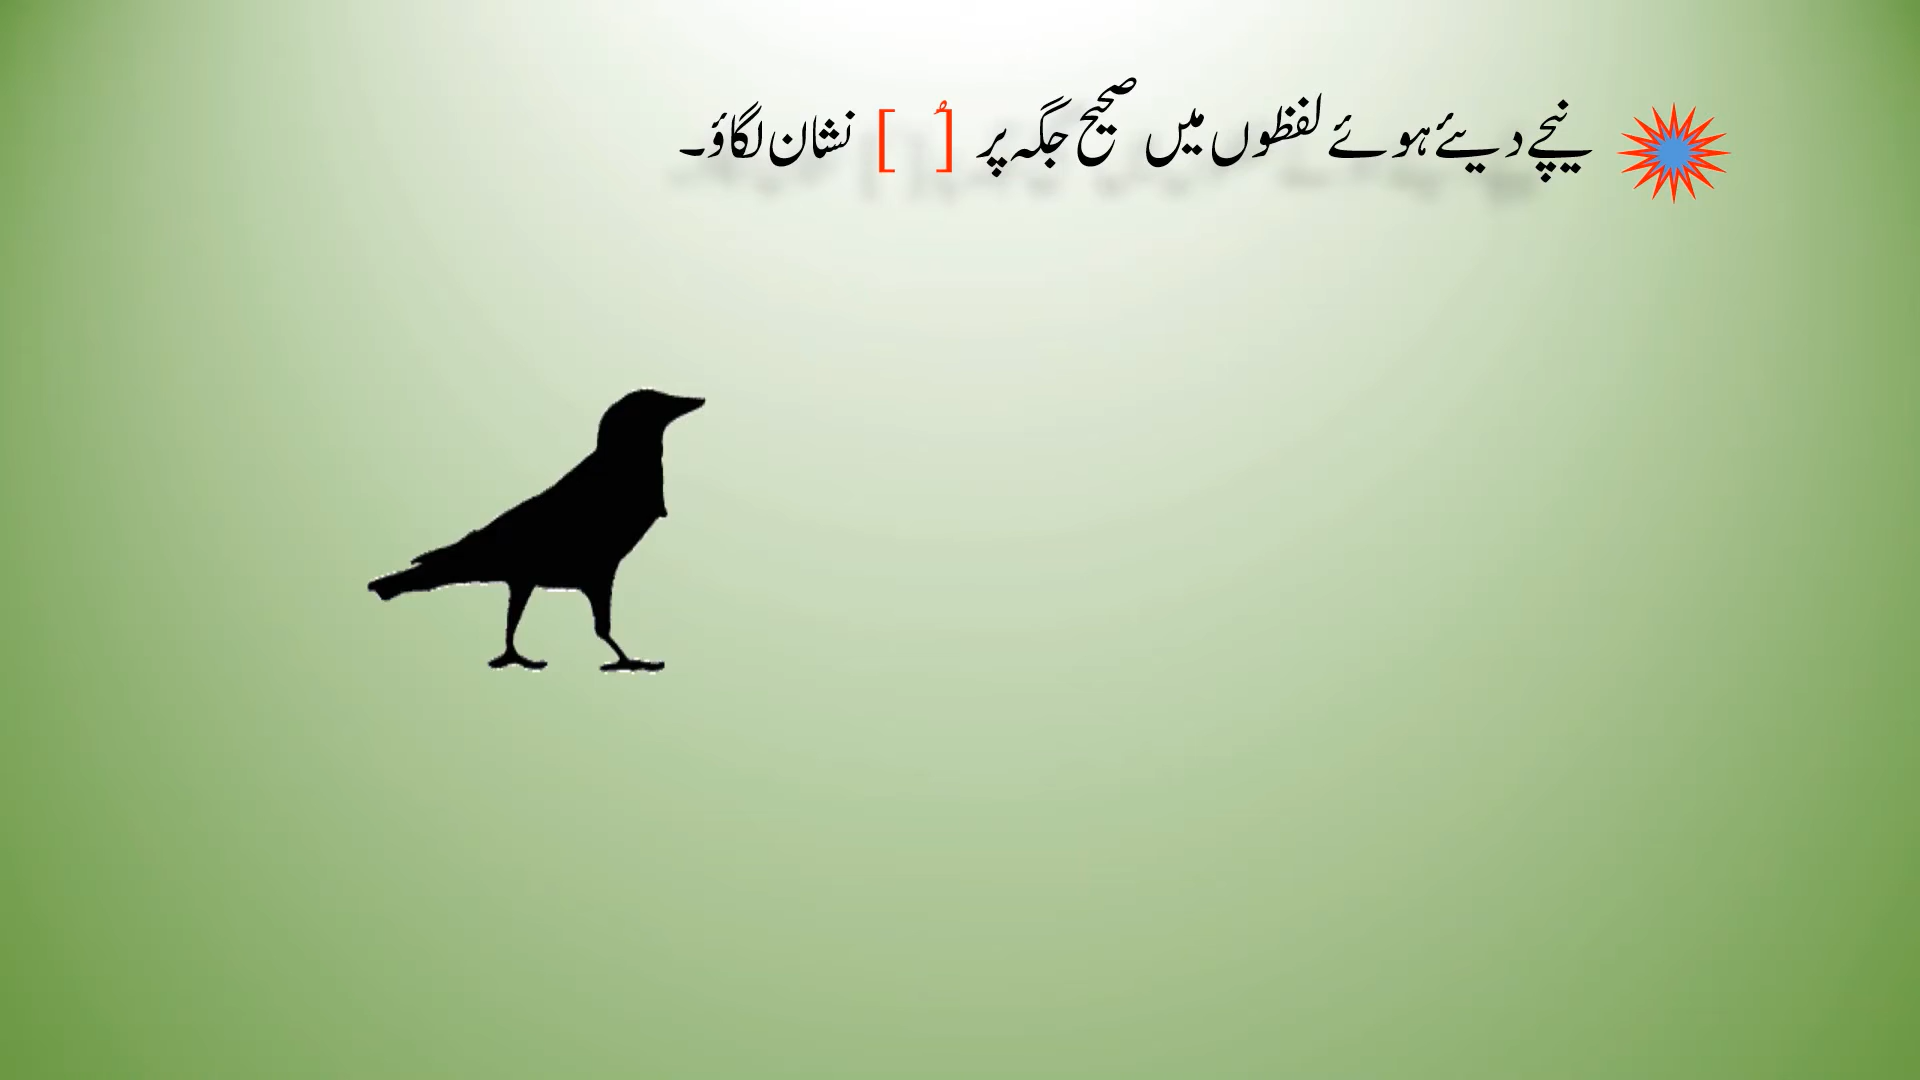 نیچے دیئے ہوئے لفظوں میں صحیح جگہ پر [ ُ ] نشان لگاؤ۔